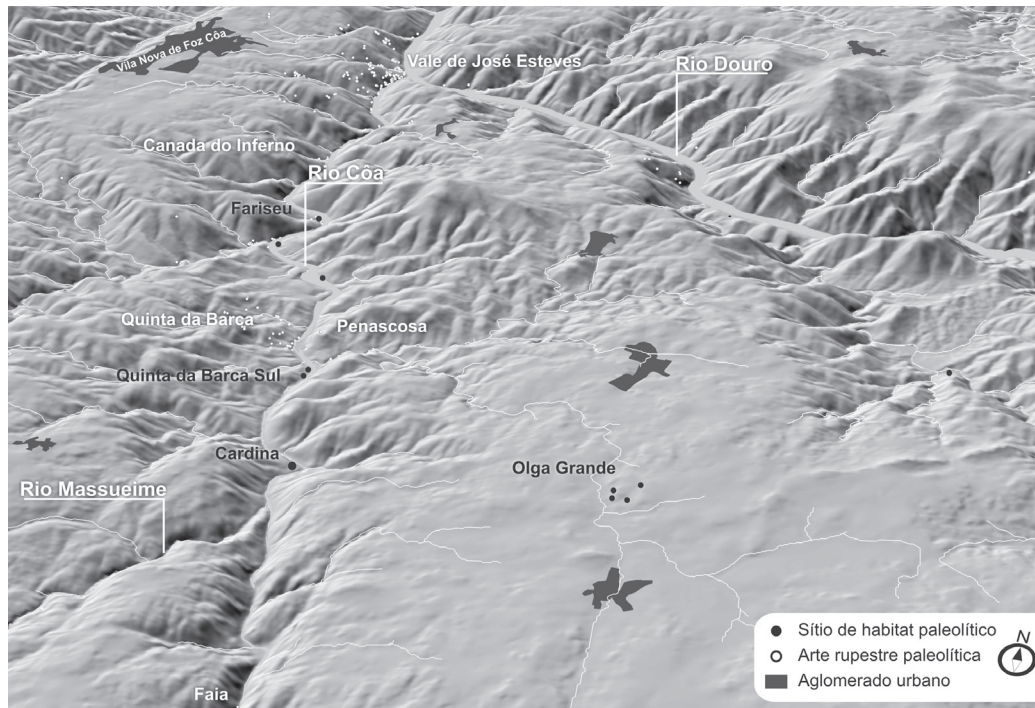 Vila Nova de Foz Côa
Vale de José Esteves
Rio Douro
Canada do Inferno
Rio Côa
Fariseu
Quinta da Barca
Penascosa
Quinta da Barca Sul
Cardina
Olga Grande
Rio Massueime
Faia
Sítio de habitat paleolítico
Arte rupestre paleolítica
Aglomerado urbano
N